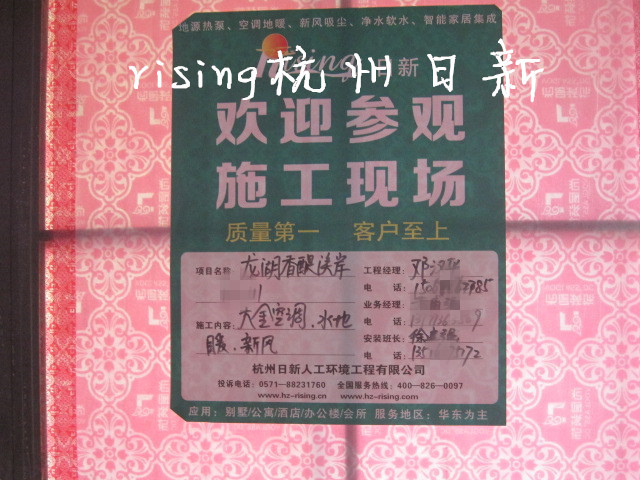 地源热泵、空调地暖、新风吸尘、净水软水、智能家居集成
rising 日新
rising杭州日新
欢迎参观
施工现场
质量第一 客户至上
项目名称 龙湖香醍溪岸
工程经理: 邓
电 话:
业务经理:
施工内容: 大金空调、水地暖、新风
电 话:
安装班长: 徐
电 话:
杭州日新人工环境工程有限公司
投诉电话: 0571—88231760 全国服务热线: 400—826—0097
www.hz-rising.cn www.hz-rising.com
应用: 别墅/公寓/酒店/办公楼/会所 服务地区: 华东为主